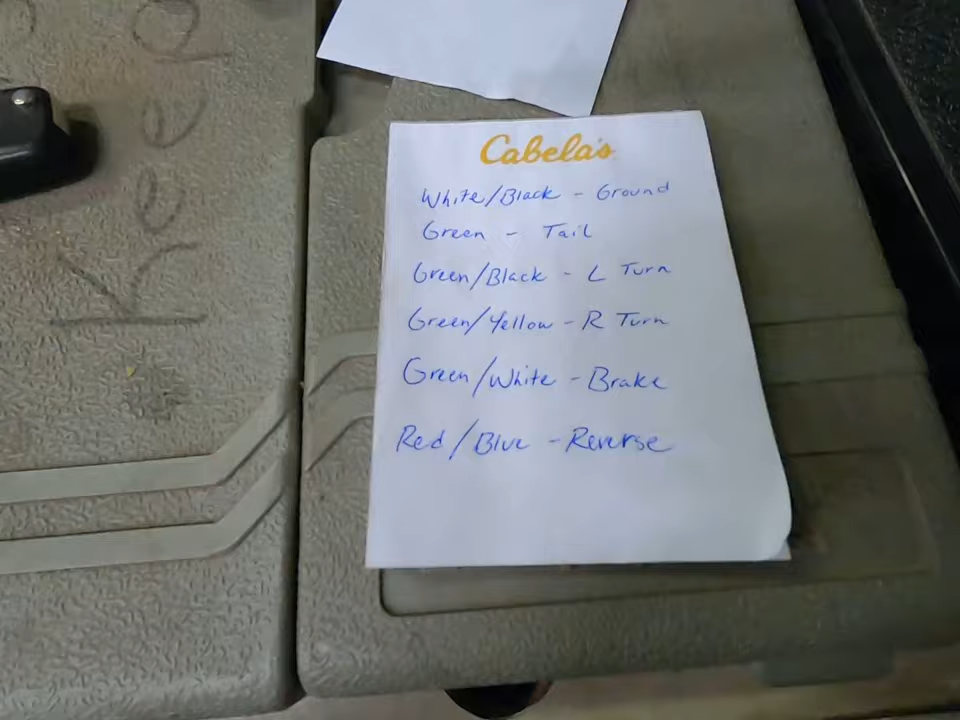 Cabela's
White/Black - Ground
Green - Tail
Green/Black - L Turn
Green/Yellow - R Turn
Green/White - Brake
Red/Blue - Reverse